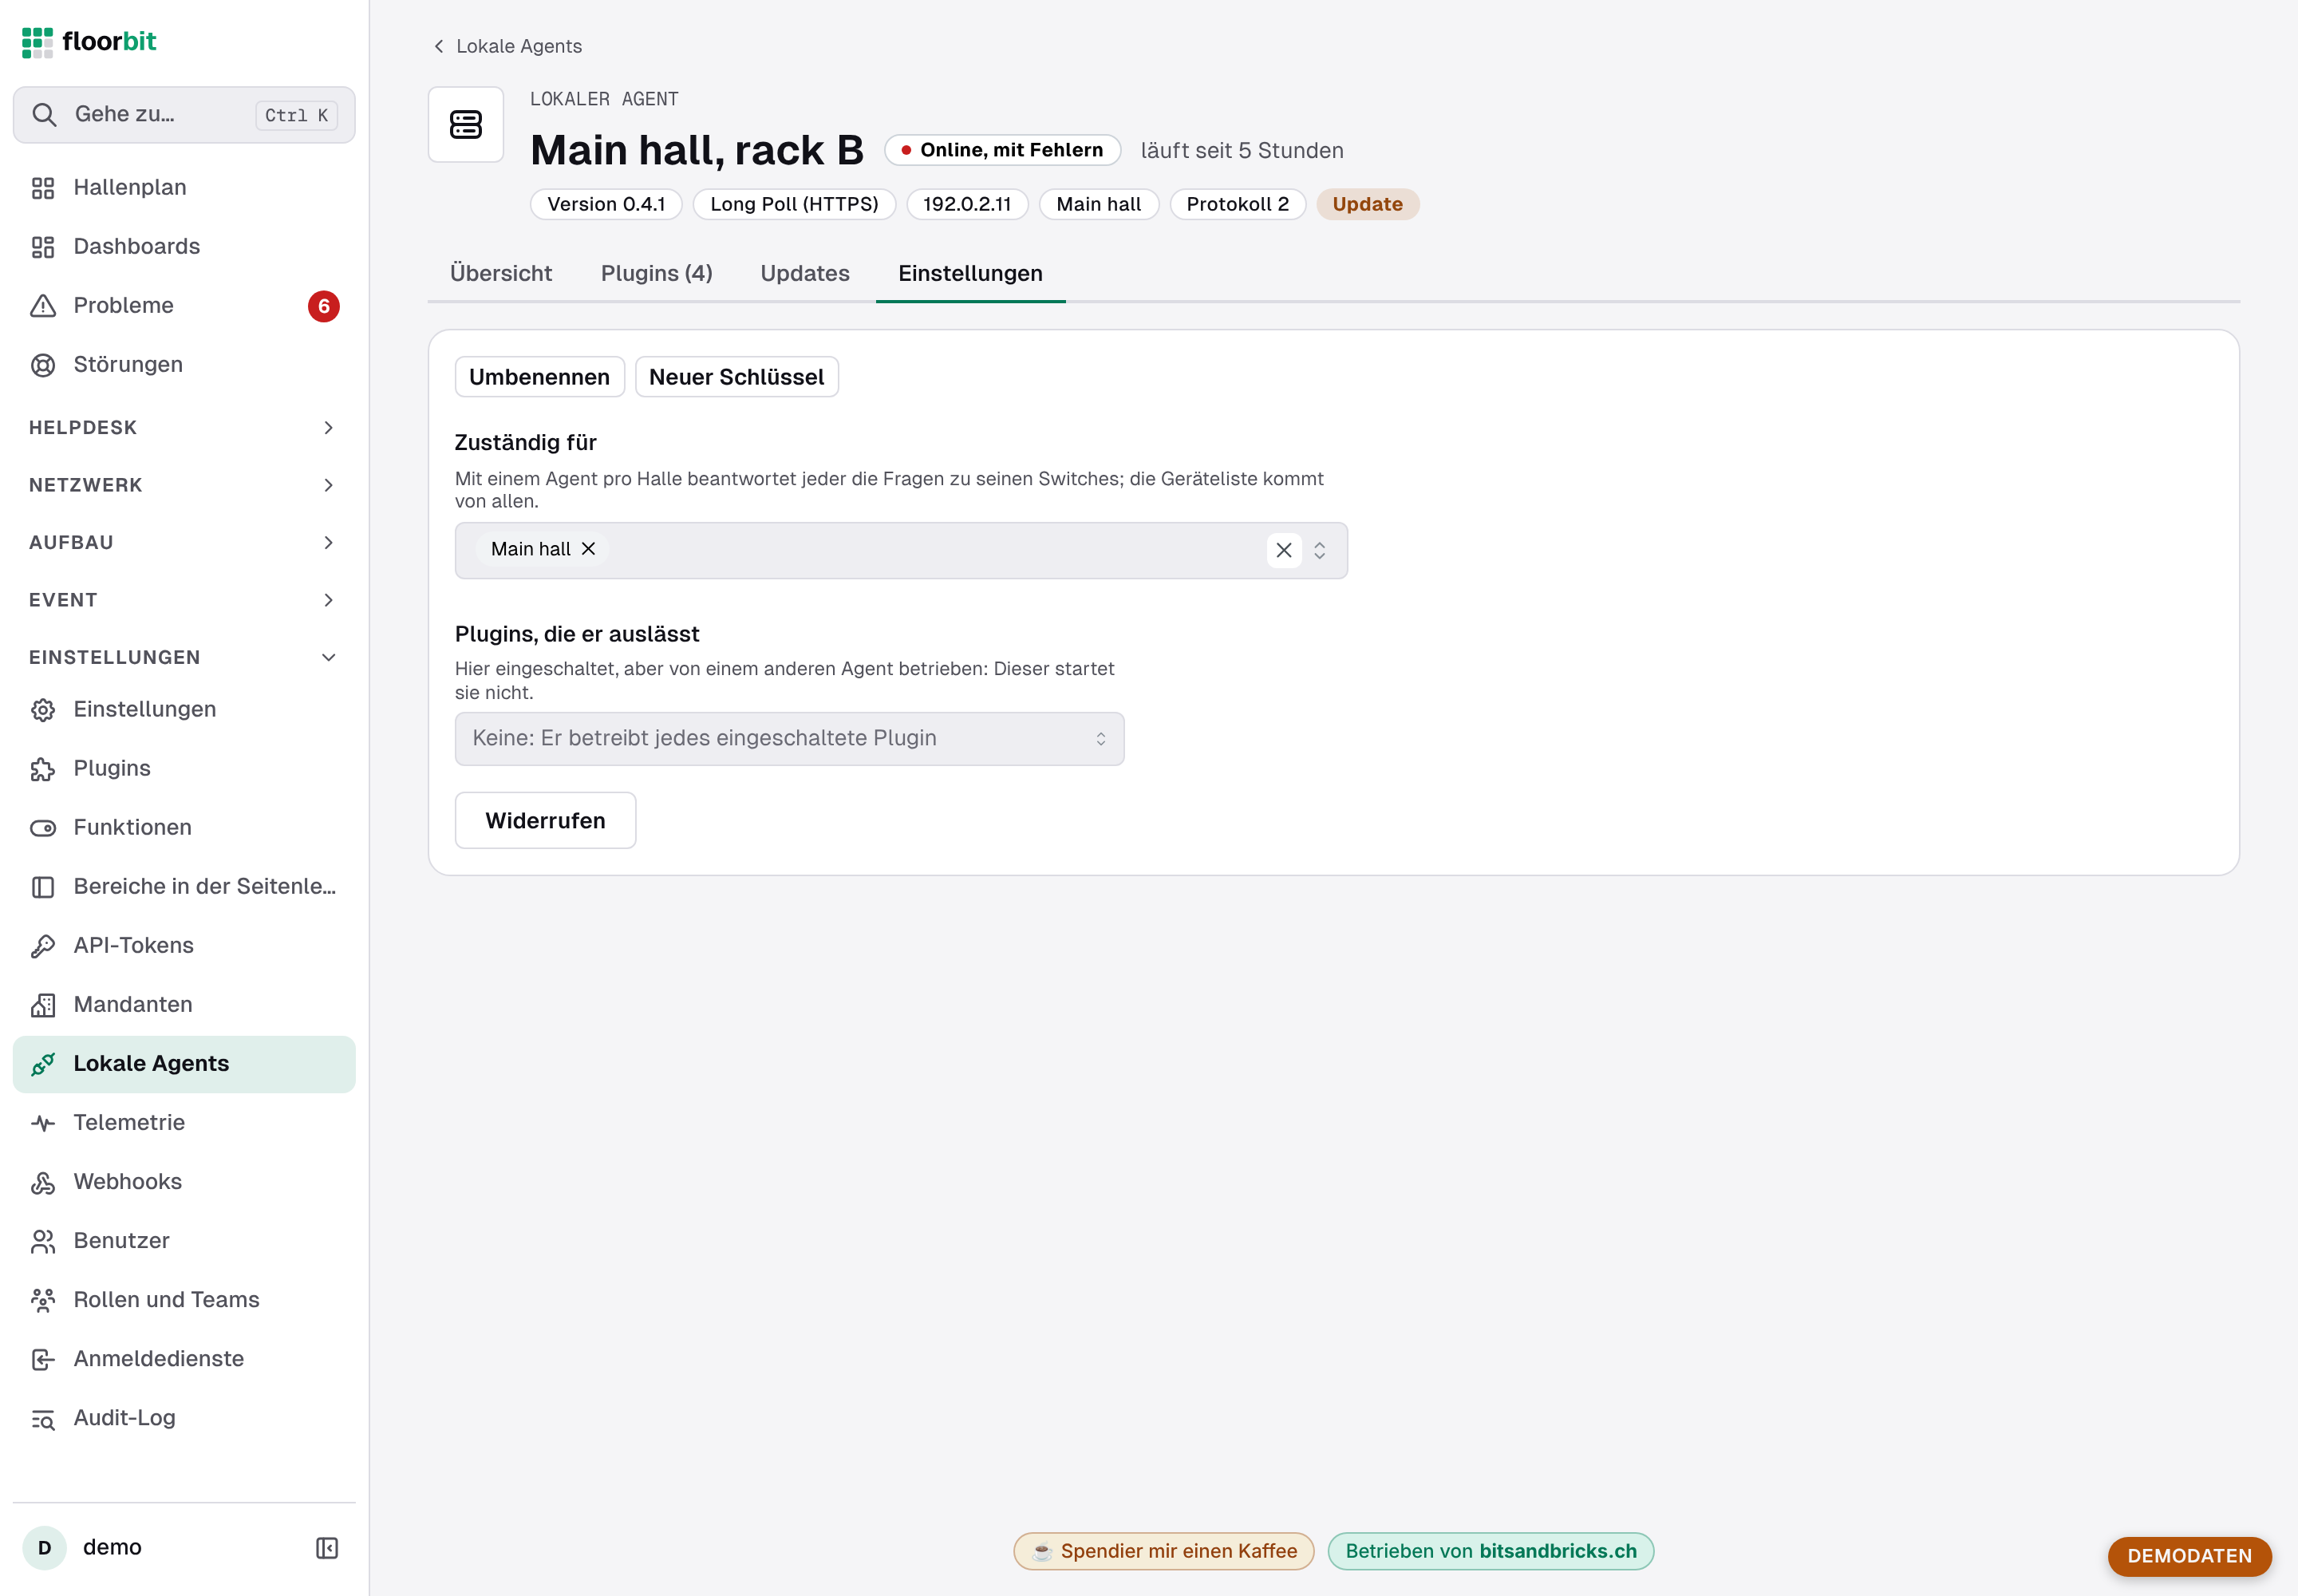 floorbit
Gehe zu...
Ctrl K
Hallenplan
Dashboards
Probleme
6
Störungen
HELPDESK
NETZWERK
AUFBAU
EVENT
EINSTELLUNGEN
Einstellungen
Plugins
Funktionen
Bereiche in der Seitenle...
API-Tokens
Mandanten
Lokale Agents
Telemetrie
Webhooks
Benutzer
Rollen und Teams
Anmeldedienste
Audit-Log
D
demo
Lokale Agents
LOKALER AGENT
Main hall, rack B
Online, mit Fehlern
läuft seit 5 Stunden
Version 0.4.1
Long Poll (HTTPS)
192.0.2.11
Main hall
Protokoll 2
Update
Übersicht
Plugins (4)
Updates
Einstellungen
Umbenennen
Neuer Schlüssel
Zuständig für
Mit einem Agent pro Halle beantwortet jeder die Fragen zu seinen Switches; die Geräteliste kommt
von allen.
Main hall
Plugins, die er auslässt
Hier eingeschaltet, aber von einem anderen Agent betrieben: Dieser startet
sie nicht.
Keine: Er betreibt jedes eingeschaltete Plugin
Widerrufen
Spendier mir einen Kaffee
Betrieben von bitsandbricks.ch
DEMODATEN